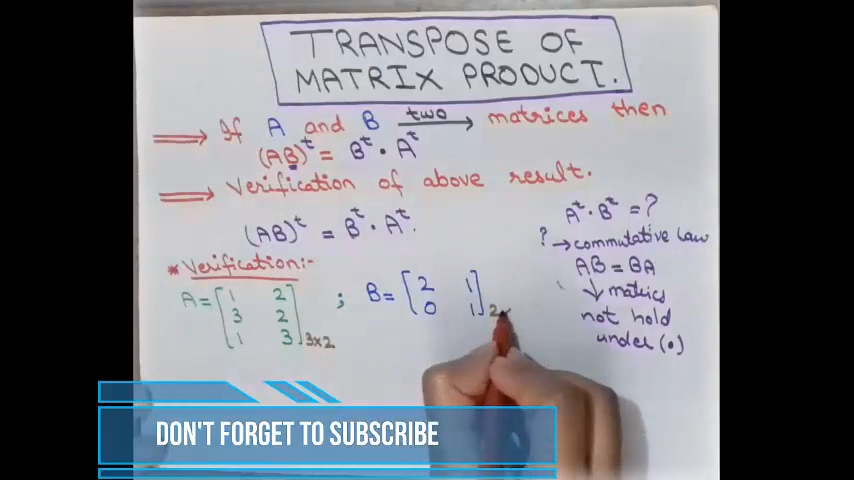 TRANSPOSE OF
MATRIX PRODUCT.
If A and B two matrices then
(AB)ᵗ = Bᵗ · Aᵗ
Verification of above result.
(AB)ᵗ = Bᵗ · Aᵗ.
* Verification:-
A = [1 2
3 2
1 3]3×2
; B = [2 1
0 1]2×
Aᵗ · Bᵗ = ?
? → commutative law
AB = BA
↓ matrics
not hold
under (•)
DON'T FORGET TO SUBSCRIBE